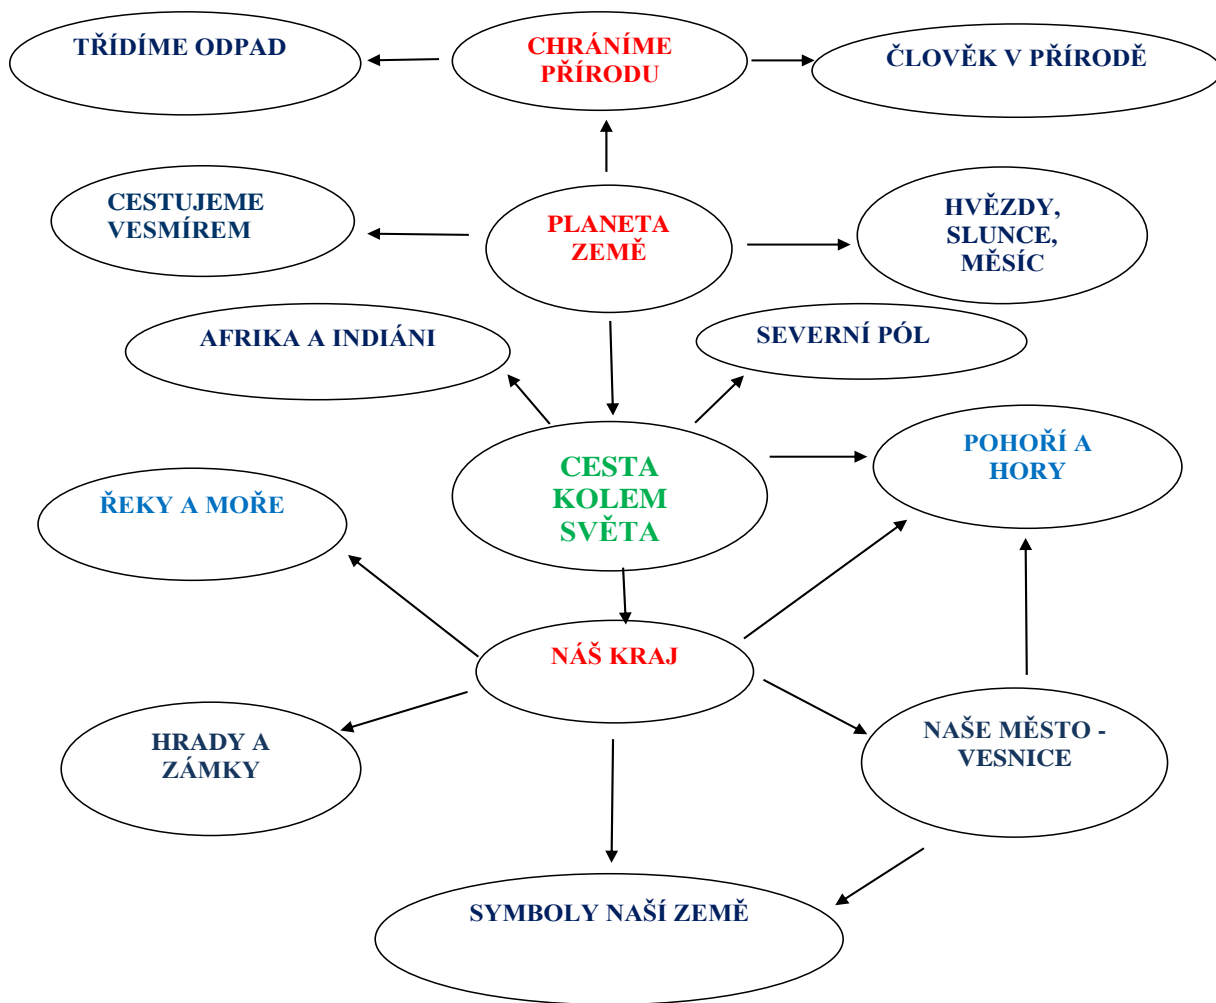 TŘÍDÍME ODPAD
CHRÁNÍME
PŘÍRODU
ČLOVĚK V PŘÍRODĚ
CESTUJEME
VESMÍREM
PLANETA
ZEMĚ
HVĚZDY,
SLUNCE,
MĚSÍC
AFRIKA A INDIÁNI
SEVERNÍ PÓL
CESTA
KOLEM
SVĚTA
POHOŘÍ A
HORY
ŘEKY A MOŘE
NÁŠ KRAJ
HRADY A
ZÁMKY
NAŠE MĚSTO -
VESNICE
SYMBOLY NAŠÍ ZEMĚ